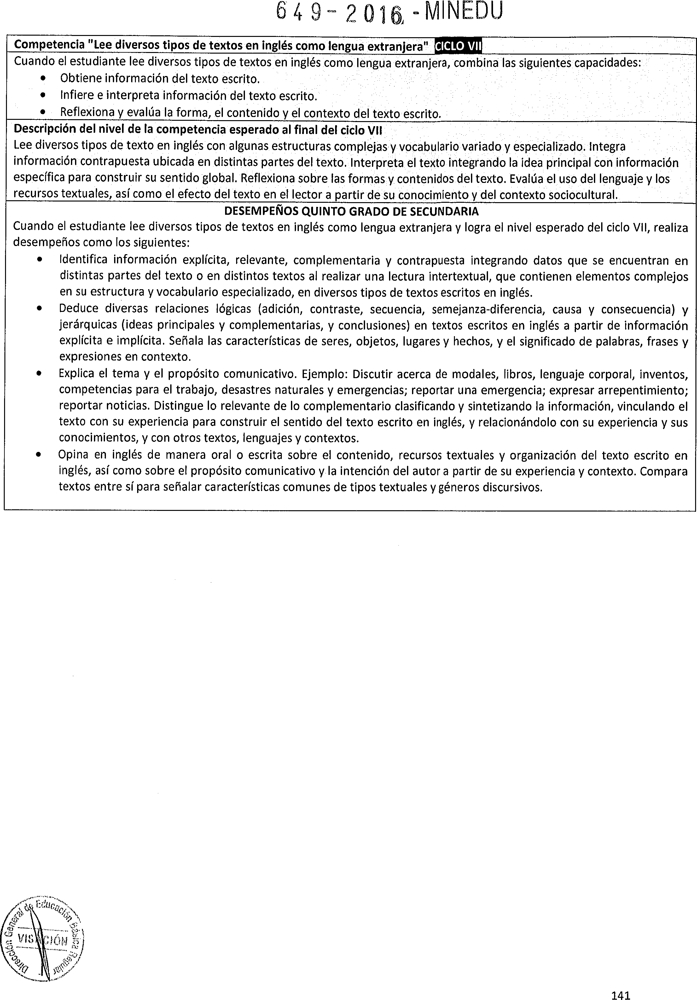 649-2016-MINEDU
Competencia "Lee diversos tipos de textos en inglés como lengua extranjera" CICLO VII
Cuando el estudiante lee diversos tipos de textos en inglés como lengua extranjera, combina las siguientes capacidades:
• Obtiene información del texto escrito.
• Infiere e interpreta información del texto escrito.
• Reflexiona y evalúa la forma, el contenido y el contexto del texto escrito.
Descripción del nivel de la competencia esperado al final del ciclo VII
Lee diversos tipos de texto en inglés con algunas estructuras complejas y vocabulario variado y especializado. Integra
información contrapuesta ubicada en distintas partes del texto. Interpreta el texto integrando la idea principal con información
específica para construir su sentido global. Reflexiona sobre las formas y contenidos del texto. Evalúa el uso del lenguaje y los
recursos textuales, así como el efecto del texto en el lector a partir de su conocimiento y del contexto sociocultural.
DESEMPEÑOS QUINTO GRADO DE SECUNDARIA
Cuando el estudiante lee diversos tipos de textos en inglés como lengua extranjera y logra el nivel esperado del ciclo VII, realiza
desempeños como los siguientes:
• Identifica información explícita, relevante, complementaria y contrapuesta integrando datos que se encuentran en
distintas partes del texto o en distintos textos al realizar una lectura intertextual, que contienen elementos complejos
en su estructura y vocabulario especializado, en diversos tipos de textos escritos en inglés.
• Deduce diversas relaciones lógicas (adición, contraste, secuencia, semejanza-diferencia, causa y consecuencia) y
jerárquicas (ideas principales y complementarias, y conclusiones) en textos escritos en inglés a partir de información
explícita e implícita. Señala las características de seres, objetos, lugares y hechos, y el significado de palabras, frases y
expresiones en contexto.
• Explica el tema y el propósito comunicativo. Ejemplo: Discutir acerca de modales, libros, lenguaje corporal, inventos,
competencias para el trabajo, desastres naturales y emergencias; reportar una emergencia; expresar arrepentimiento;
reportar noticias. Distingue lo relevante de lo complementario clasificando y sintetizando la información, vinculando el
texto con su experiencia para construir el sentido del texto escrito en inglés, y relacionándolo con su experiencia y sus
conocimientos, y con otros textos, lenguajes y contextos.
• Opina en inglés de manera oral o escrita sobre el contenido, recursos textuales y organización del texto escrito en
inglés, así como sobre el propósito comunicativo y la intención del autor a partir de su experiencia y contexto. Compara
textos entre sí para señalar características comunes de tipos textuales y géneros discursivos.
Dirección General de Educación Básica Regular
VISACIÓN
141